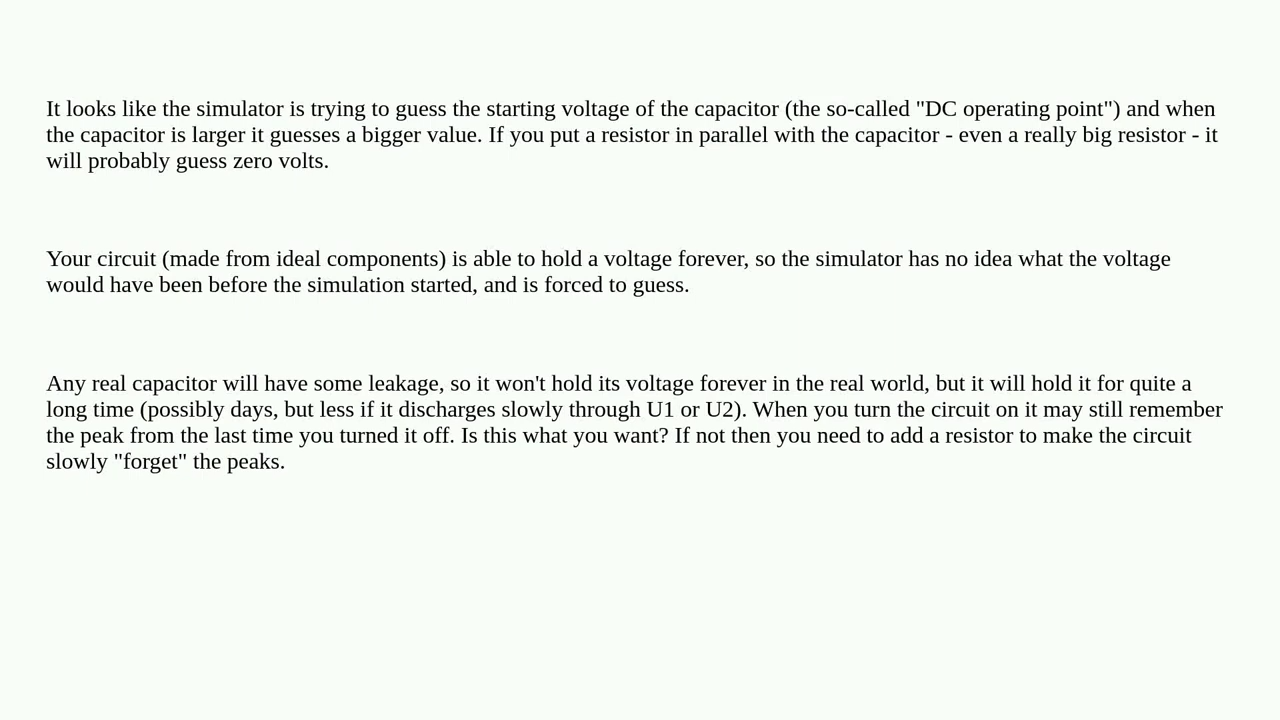 It looks like the simulator is trying to guess the starting voltage of the capacitor (the so-called "DC operating point") and when
the capacitor is larger it guesses a bigger value. If you put a resistor in parallel with the capacitor - even a really big resistor - it
will probably guess zero volts.
Your circuit (made from ideal components) is able to hold a voltage forever, so the simulator has no idea what the voltage
would have been before the simulation started, and is forced to guess.
Any real capacitor will have some leakage, so it won't hold its voltage forever in the real world, but it will hold it for quite a
long time (possibly days, but less if it discharges slowly through U1 or U2). When you turn the circuit on it may still remember
the peak from the last time you turned it off. Is this what you want? If not then you need to add a resistor to make the circuit
slowly "forget" the peaks.